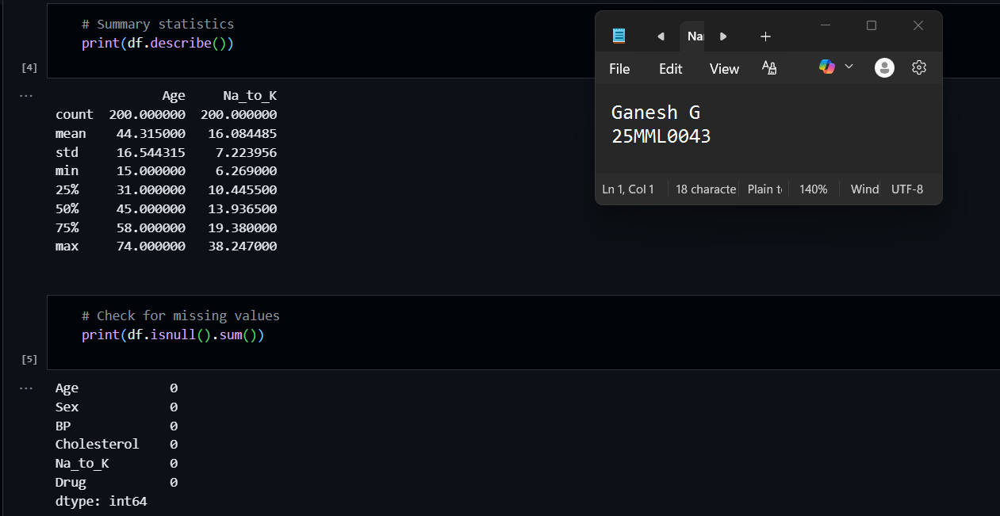 # Summary statistics
print(df.describe())
[4]
...
Age Na_to_K
count 200.000000 200.000000
mean 44.315000 16.084485
std 16.544315 7.223956
min 15.000000 6.269000
25% 31.000000 10.445500
50% 45.000000 13.936500
75% 58.000000 19.380000
max 74.000000 38.247000
Na
File Edit View
Ganesh G
25MML0043
Ln 1, Col 1 18 characte Plain t 140% Wind UTF-8
# Check for missing values
print(df.isnull().sum())
[5]
...
Age 0
Sex 0
BP 0
Cholesterol 0
Na_to_K 0
Drug 0
dtype: int64